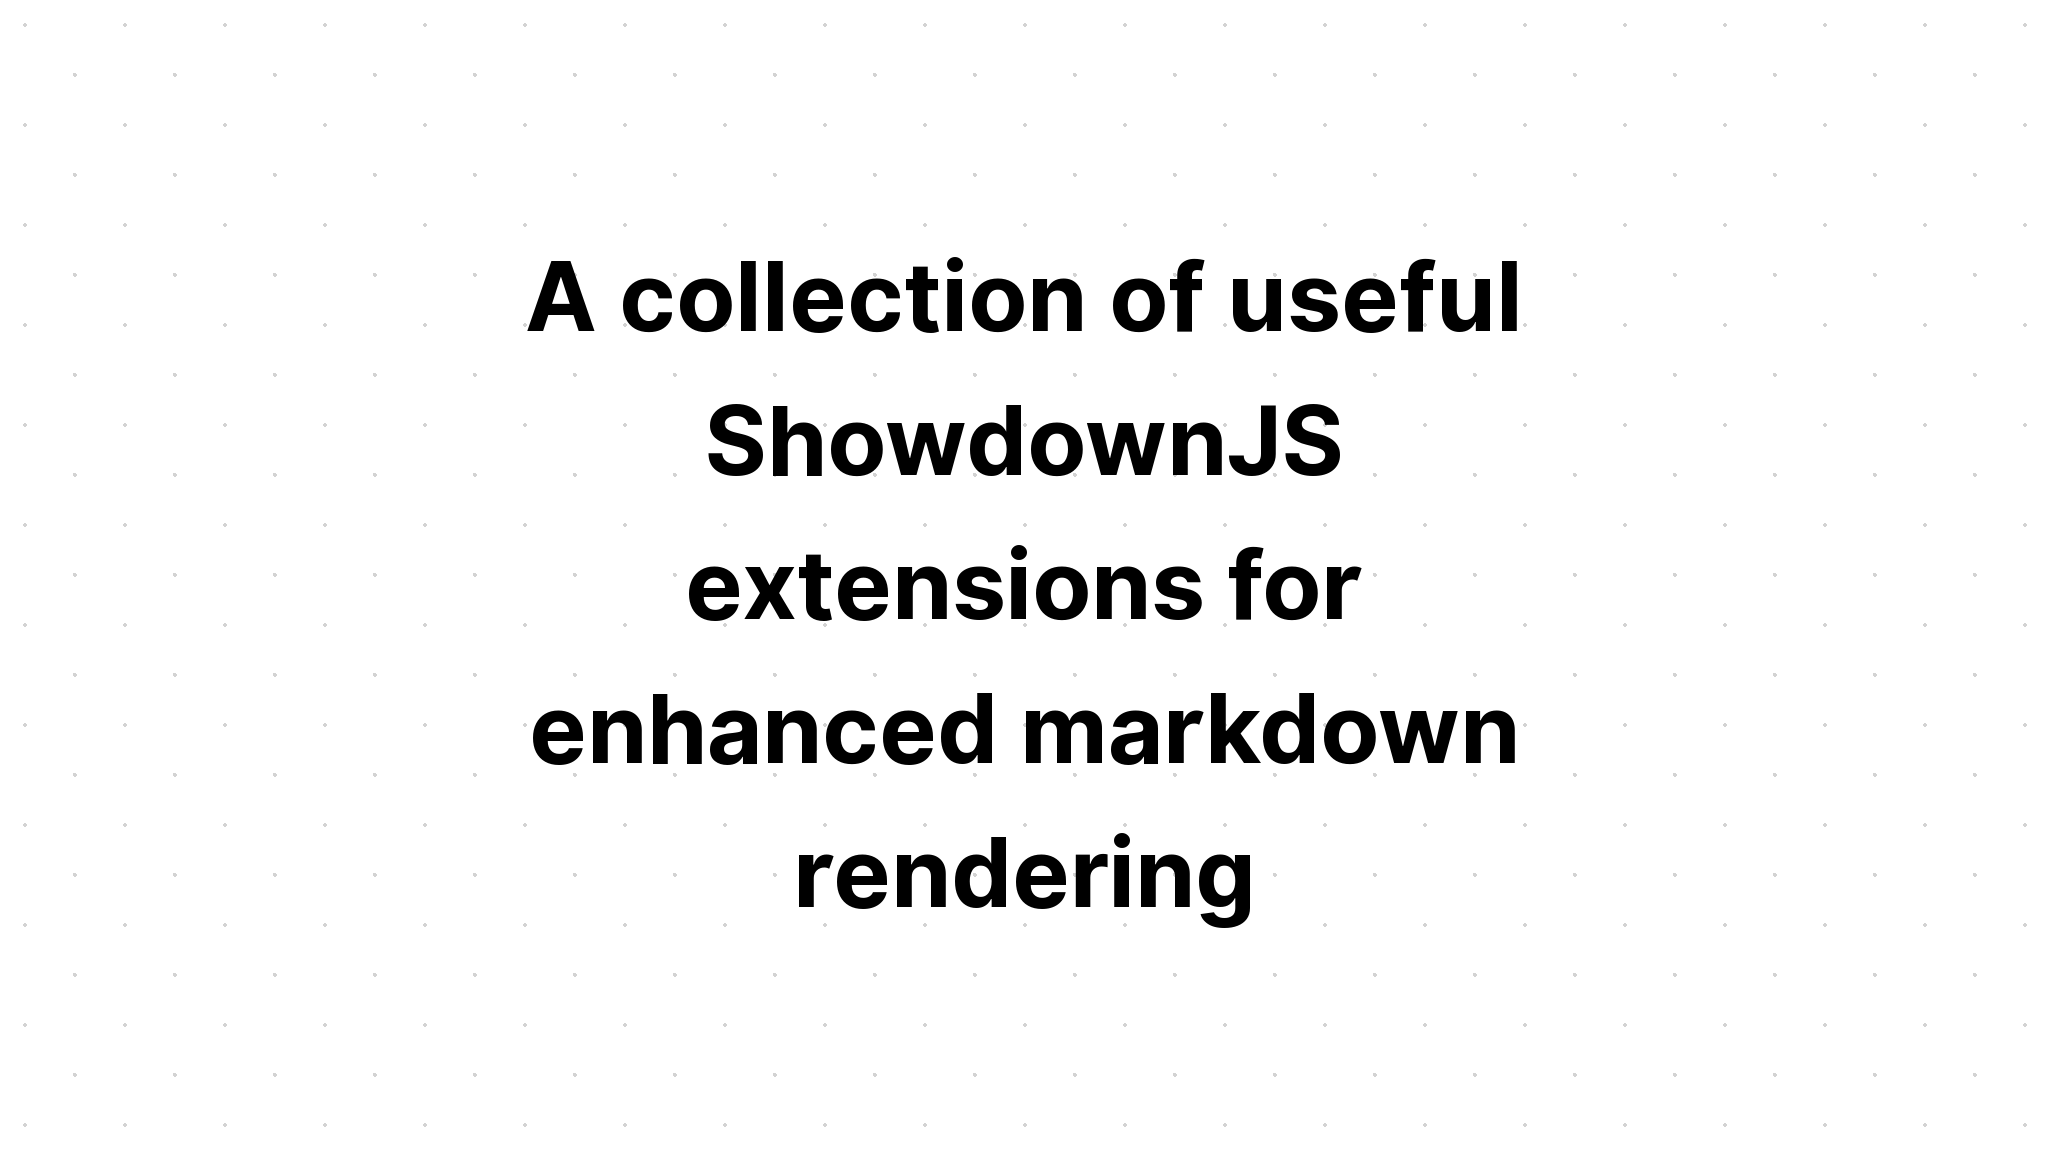 A collection of useful
ShowdownJS
extensions for
enhanced markdown
rendering